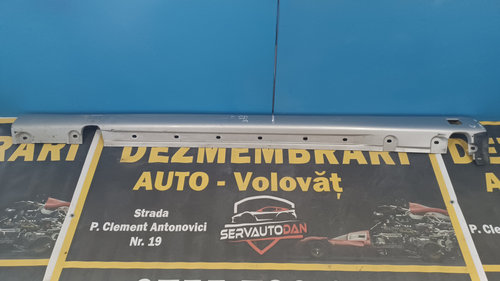 DEZMEMBRARI
AUTO - Volovăț
Strada
P. Clement Antonovici
Nr. 19
SERVAUTODAN